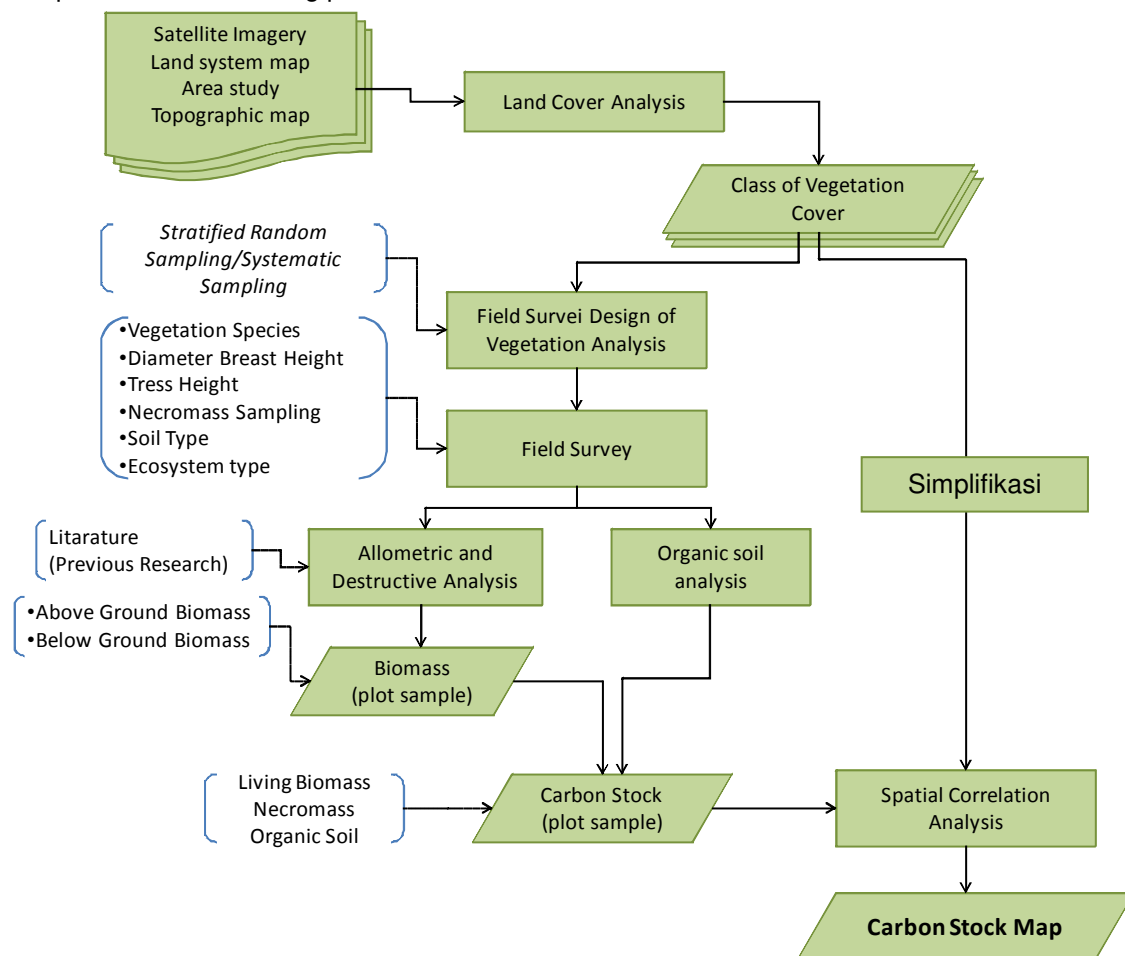 Satellite Imagery
Land system map
Area study
Topographic map
Land Cover Analysis
Class of Vegetation
Cover
Stratified Random
Sampling/Systematic
Sampling
Field Survei Design of
Vegetation Analysis
•Vegetation Species
•Diameter Breast Height
•Tress Height
•Necromass Sampling
•Soil Type
•Ecosystem type
Field Survey
Simplifikasi
Litarature
(Previous Research)
Allometric and
Destructive Analysis
Organic soil
analysis
•Above Ground Biomass
•Below Ground Biomass
Biomass
(plot sample)
Living Biomass
Necromass
Organic Soil
Carbon Stock
(plot sample)
Spatial Correlation
Analysis
Carbon Stock Map